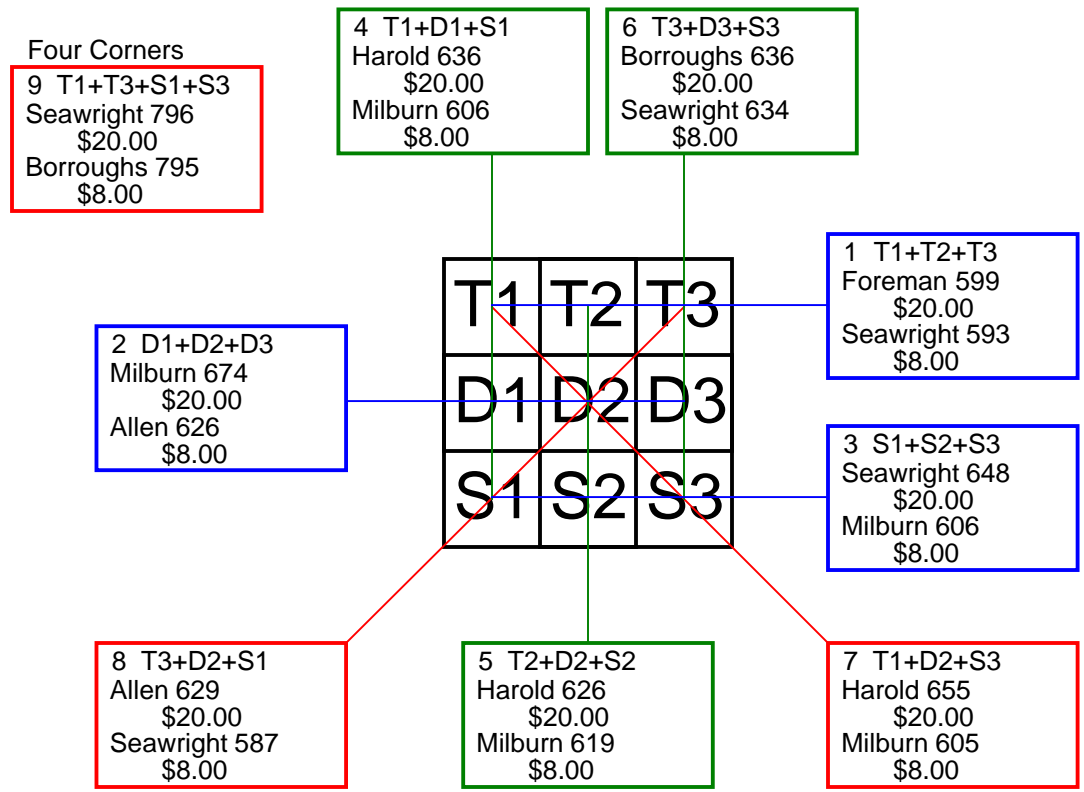 Four Corners
9 T1+T3+S1+S3
Seawright 796
$20.00
Borroughs 795
$8.00
4 T1+D1+S1
Harold 636
$20.00
Milburn 606
$8.00
6 T3+D3+S3
Borroughs 636
$20.00
Seawright 634
$8.00
1 T1+T2+T3
Foreman 599
$20.00
Seawright 593
$8.00
2 D1+D2+D3
Milburn 674
$20.00
Allen 626
$8.00
T1 T2 T3
D1 D2 D3
S1 S2 S3
3 S1+S2+S3
Seawright 648
$20.00
Milburn 606
$8.00
8 T3+D2+S1
Allen 629
$20.00
Seawright 587
$8.00
5 T2+D2+S2
Harold 626
$20.00
Milburn 619
$8.00
7 T1+D2+S3
Harold 655
$20.00
Milburn 605
$8.00